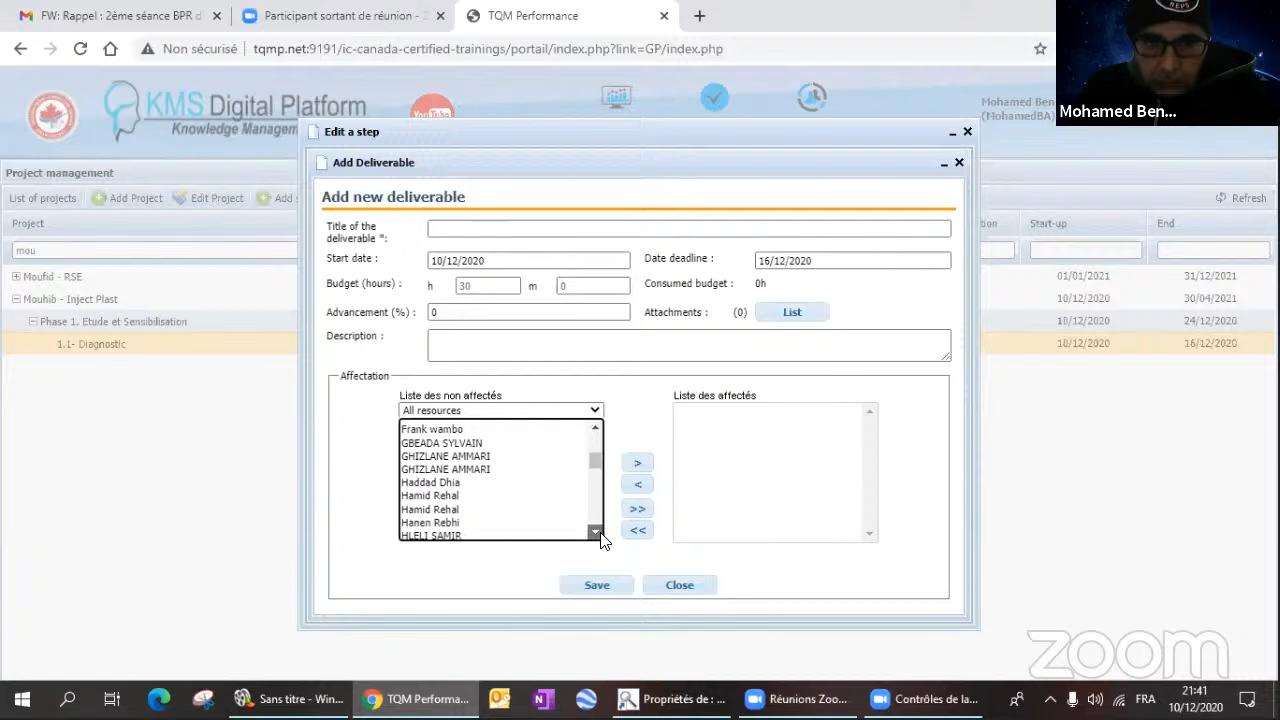 FW: Rappel : 2ème séance BPR d
Participant sortant de réunion - Z
TQM Performance
Non sécurisé
tqmp.net:9191/ic-canada-certified-trainings/portail/index.php?link=GP/index.php
KMS Digital Platform
Knowledge Managem
YouTube
Mohamed Ben
(MohamedBA)
Mohamed Ben...
Edit a step
Add Deliverable
Project management
List of projects
Add Project
Edit Project
Add
Refresh
Project
Start-up
End
mou
Moufid - RSE
01/01/2021
31/12/2021
Mouhib - Inject Plast
10/12/2020
30/04/2021
Phase 1. Etude et Sensibilisation
10/12/2020
24/12/2020
1.1- Diagnostic
10/12/2020
16/12/2020
Add new deliverable
Title of the
deliverable *:
Start date :
10/12/2020
Date deadline :
16/12/2020
Budget (hours) :
h
30
m
0
Consumed budget :
0h
Advancement (%) :
0
Attachments :
(0)
List
Description :
Affectation
Liste des non affectés
Liste des affectés
All resources
Frank wambo
GBEADA SYLVAIN
GHIZLANE AMMARI
GHIZLANE AMMARI
Haddad Dhia
Hamid Rehal
Hamid Rehal
Hanen Rebhi
HLELI SAMIR
>
<
>>
<<
Save
Close
zoom
Sans titre - Win...
TQM Performa...
Propriétés de : ...
Réunions Zoo...
Contrôles de la...
FRA
21:41
10/12/2020